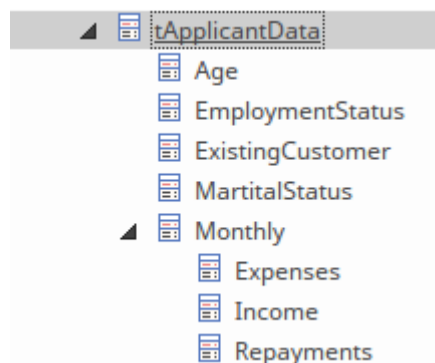 tApplicantData
Age
EmploymentStatus
ExistingCustomer
MartitalStatus
Monthly
Expenses
Income
Repayments